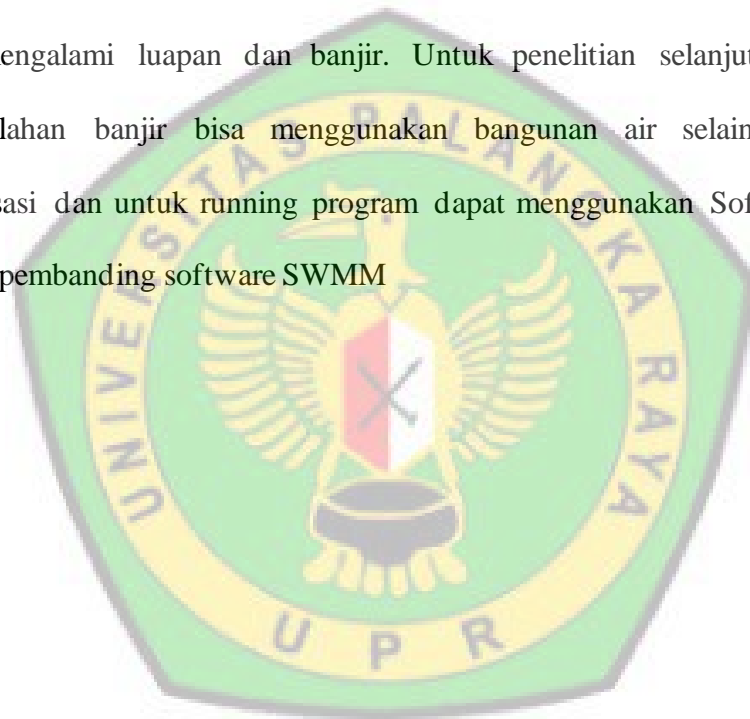 engalami luapan dan banjir. Untuk penelitian selanjut
lahan banjir bisa menggunakan bangunan air selain
sasi dan untuk running program dapat menggunakan Sof
pembanding software SWMM
UNIVERSITAS PALANGKA RAYA
UPR